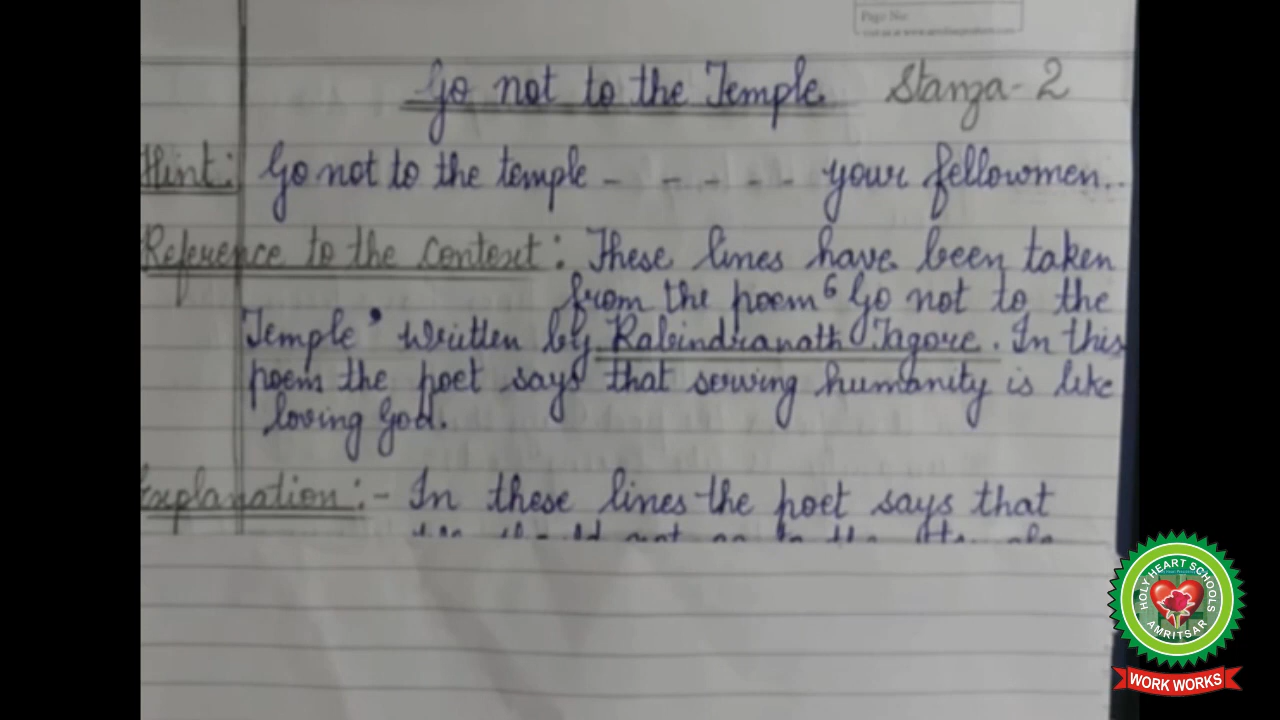 Page No:
Go not to the Temple Stanza-2
Hint: Go not to the temple - - - - - your fellowmen..
Reference to the context: These lines have been taken
from the poem ‘Go not to the
Temple’ written by Rabindranath Tagore. In this
poem the poet says that serving humanity is like
loving God.
Explanation:- In these lines the poet says that
HOLY HEART SCHOOLS
AMRITSAR
WORK WORKS